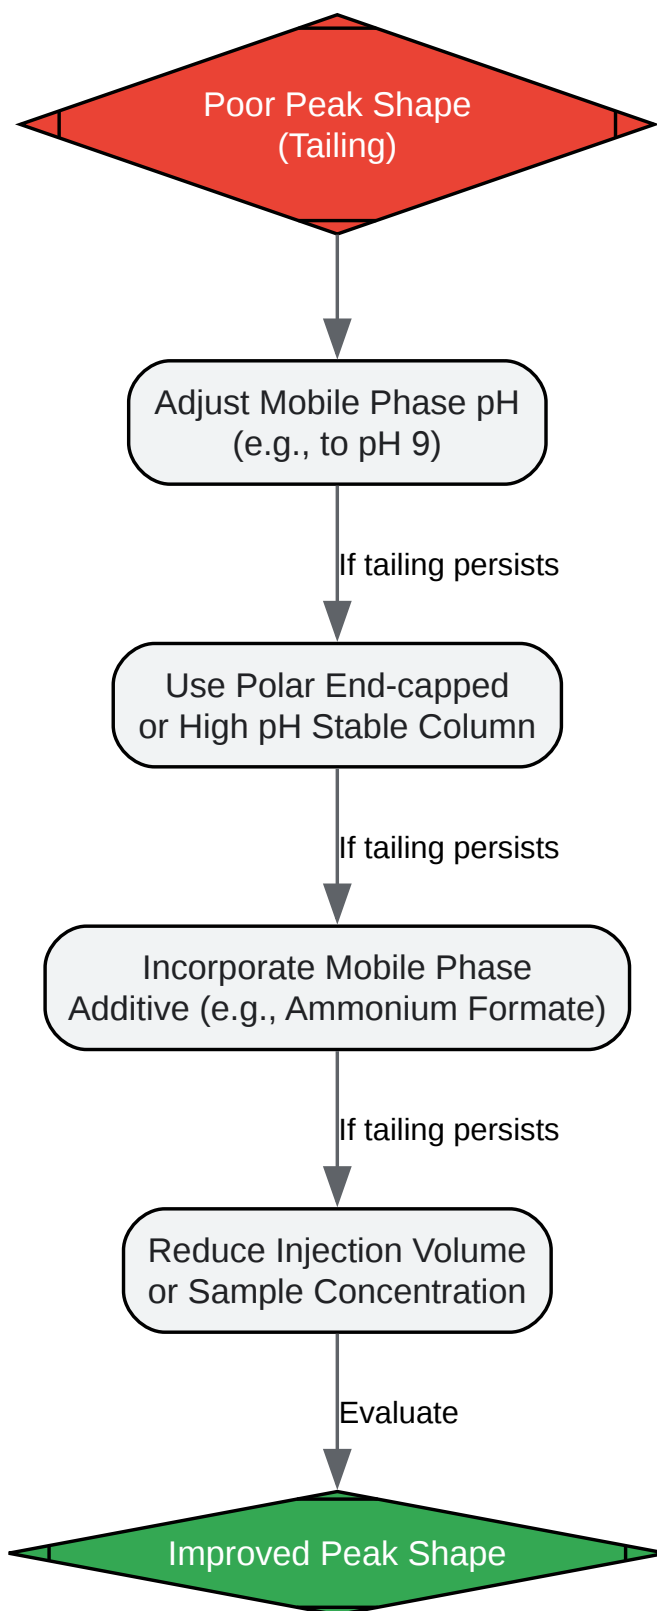 Poor Peak Shape
(Tailing)
Adjust Mobile Phase pH
(e.g., to pH 9)
If tailing persists
Use Polar End-capped
or High pH Stable Column
If tailing persists
Incorporate Mobile Phase
Additive (e.g., Ammonium Formate)
If tailing persists
Reduce Injection Volume
or Sample Concentration
Evaluate
Improved Peak Shape